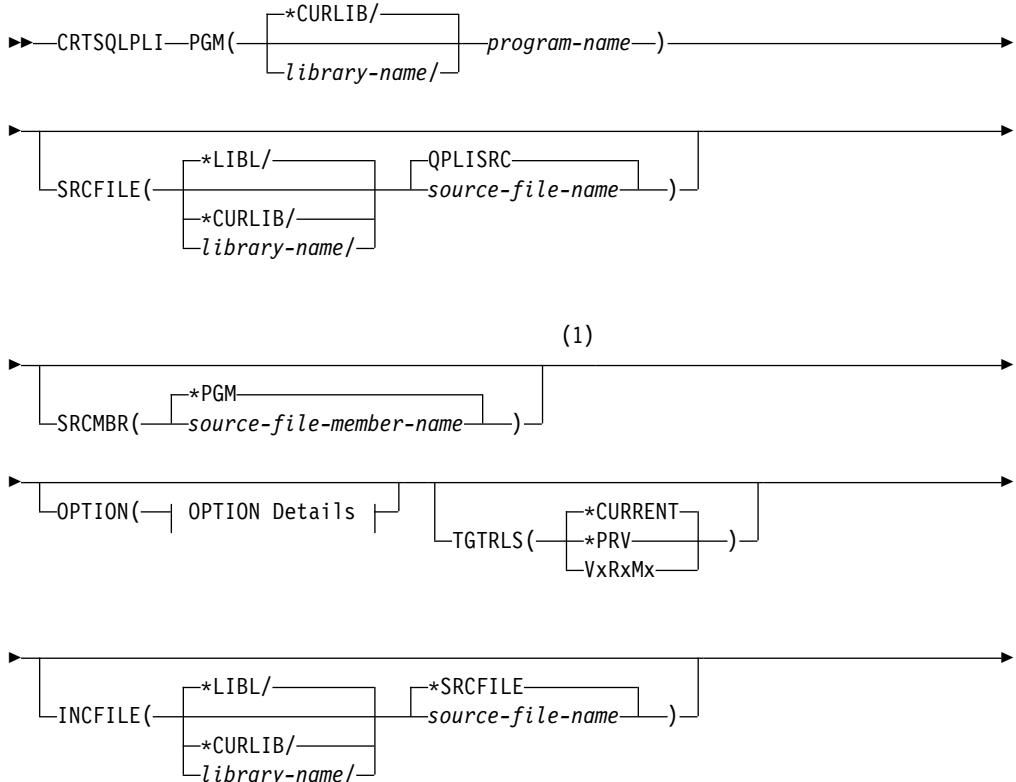 *CURLIB/
CRTSQLPLI PGM( program-name )
library-name/
*LIBL/ QPLISRC
SRCFILE( source-file-name )
*CURLIB/
library-name/
(1)
*PGM
SRCMBR( source-file-member-name )
OPTION( OPTION Details
*CURRENT
TGTRLS( *PRV )
VxRxMx
*LIBL/ *SRCFILE
INCFILE( source-file-name )
*CURLIB/
library-name/